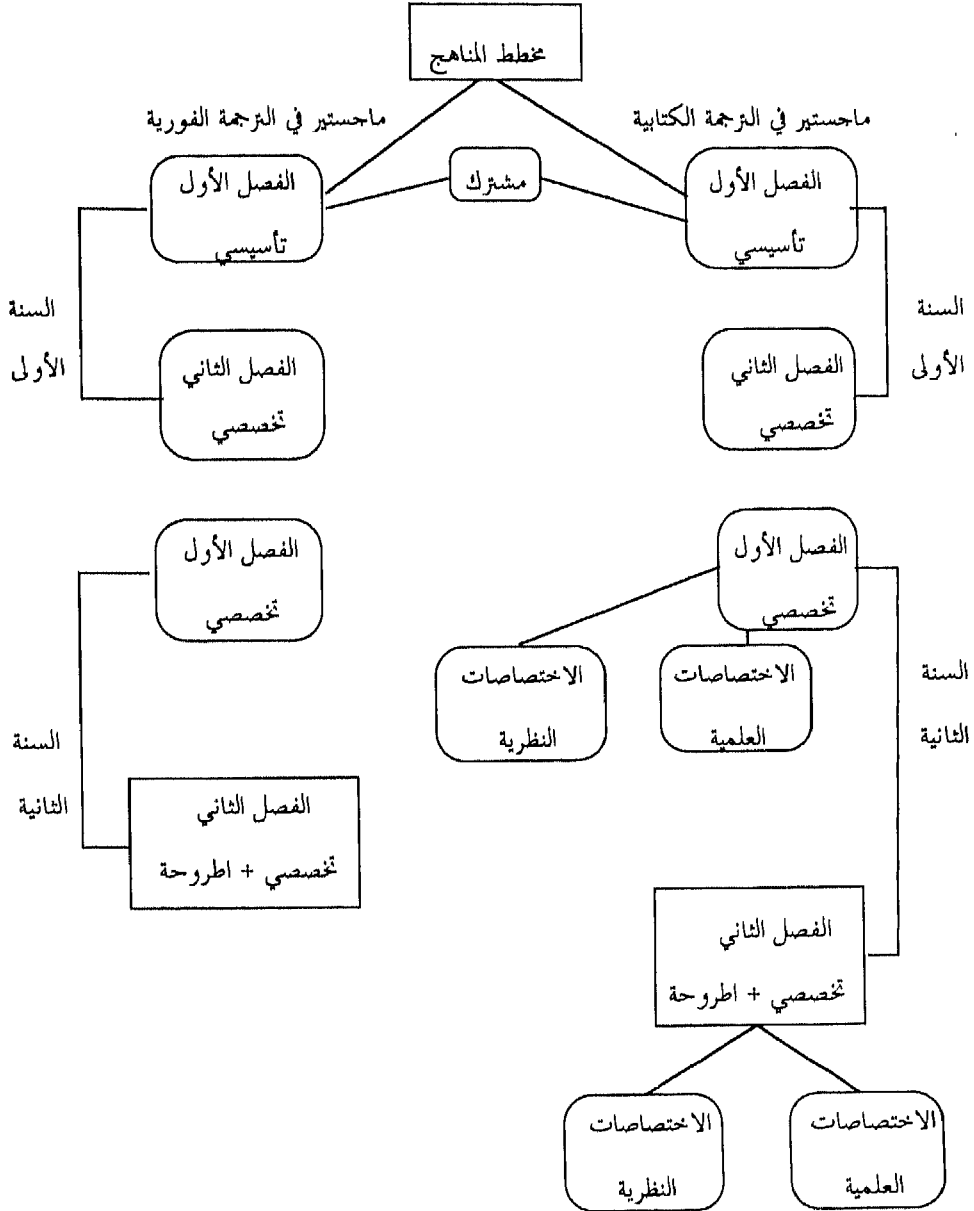 مخطط المناهج
ماجستير في الترجمة الكتابية
ماجستير في الترجمة الفورية
الفصل الأول
تأسيسي
مشترك
الفصل الأول
تأسيسي
السنة
الأولى
السنة
الأولى
الفصل الثاني
تخصصي
الفصل الثاني
تخصصي
الفصل الأول
تخصصي
الفصل الأول
تخصصي
الاختصاصات
العلمية
الاختصاصات
النظرية
السنة
الثانية
السنة
الثانية
الفصل الثاني
تخصصي + اطروحة
الفصل الثاني
تخصصي + اطروحة
الاختصاصات
العلمية
الاختصاصات
النظرية